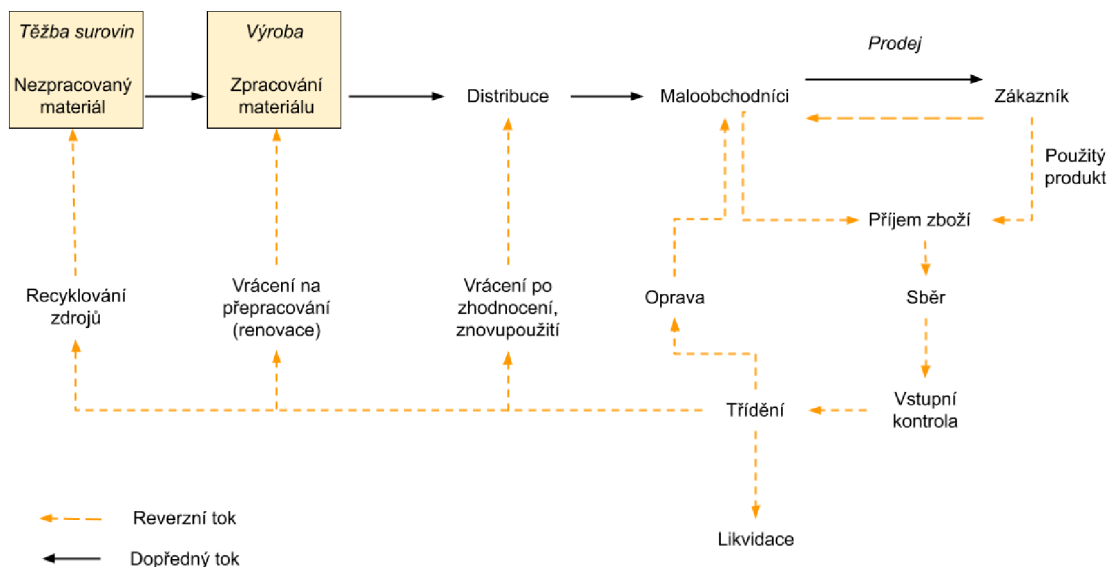 Těžba surovin
Nezpracovaný
materiál
Výroba
Zpracování
materiálu
Distribuce
Maloobchodníci
Prodej
Zákazník
Použitý
produkt
Příjem zboží
Recyklování
zdrojů
Vrácení na
přepracování
(renovace)
Vrácení po
zhodnocení,
znovupoužití
Oprava
Sběr
Třídění
Vstupní
kontrola
Likvidace
Reverzní tok
Dopředný tok